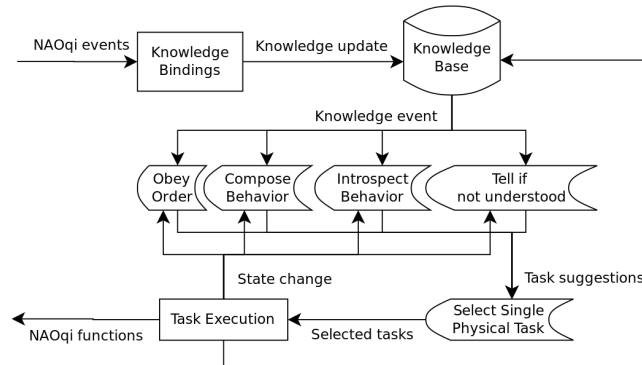 NAOqi events
Knowledge
Bindings
Knowledge update
Knowledge
Base
Knowledge event
Obey
Order
Compose
Behavior
Introspect
Behavior
Tell if
not understood
State change
Task suggestions
NAOqi functions
Task Execution
Selected tasks
Select Single
Physical Task